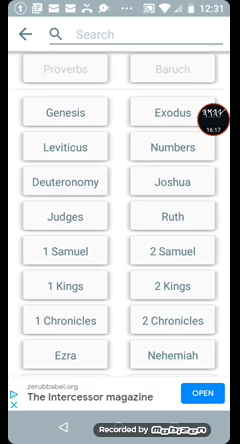 12:31
Search
Proverbs Baruch
Genesis Exodus
Leviticus Numbers
16:17
Deuteronomy Joshua
Judges Ruth
1 Samuel 2 Samuel
1 Kings 2 Kings
1 Chronicles 2 Chronicles
Ezra Nehemiah
zerubbabel.org
The Intercessor magazine
OPEN
Recorded by Mobizen